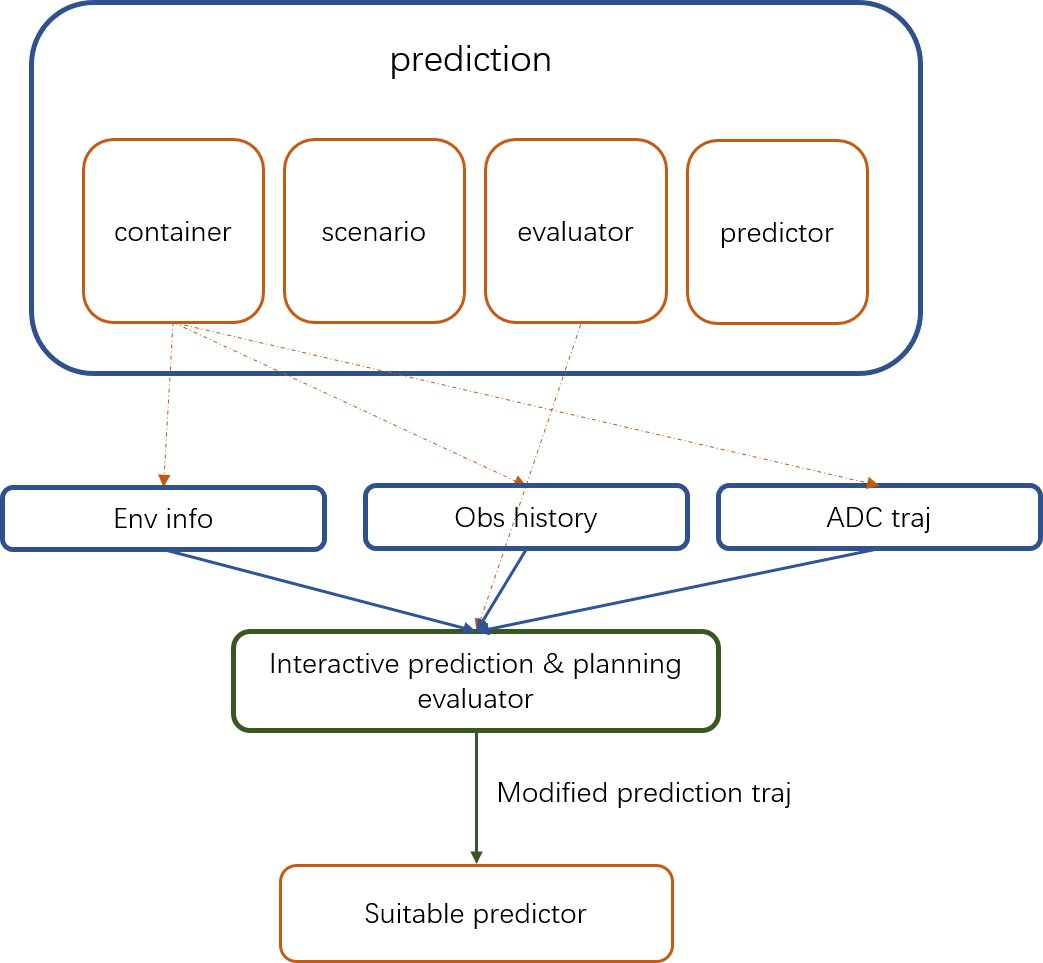 prediction
container
scenario
evaluator
predictor
Env info
Obs history
ADC traj
Interactive prediction & planning
evaluator
Modified prediction traj
Suitable predictor